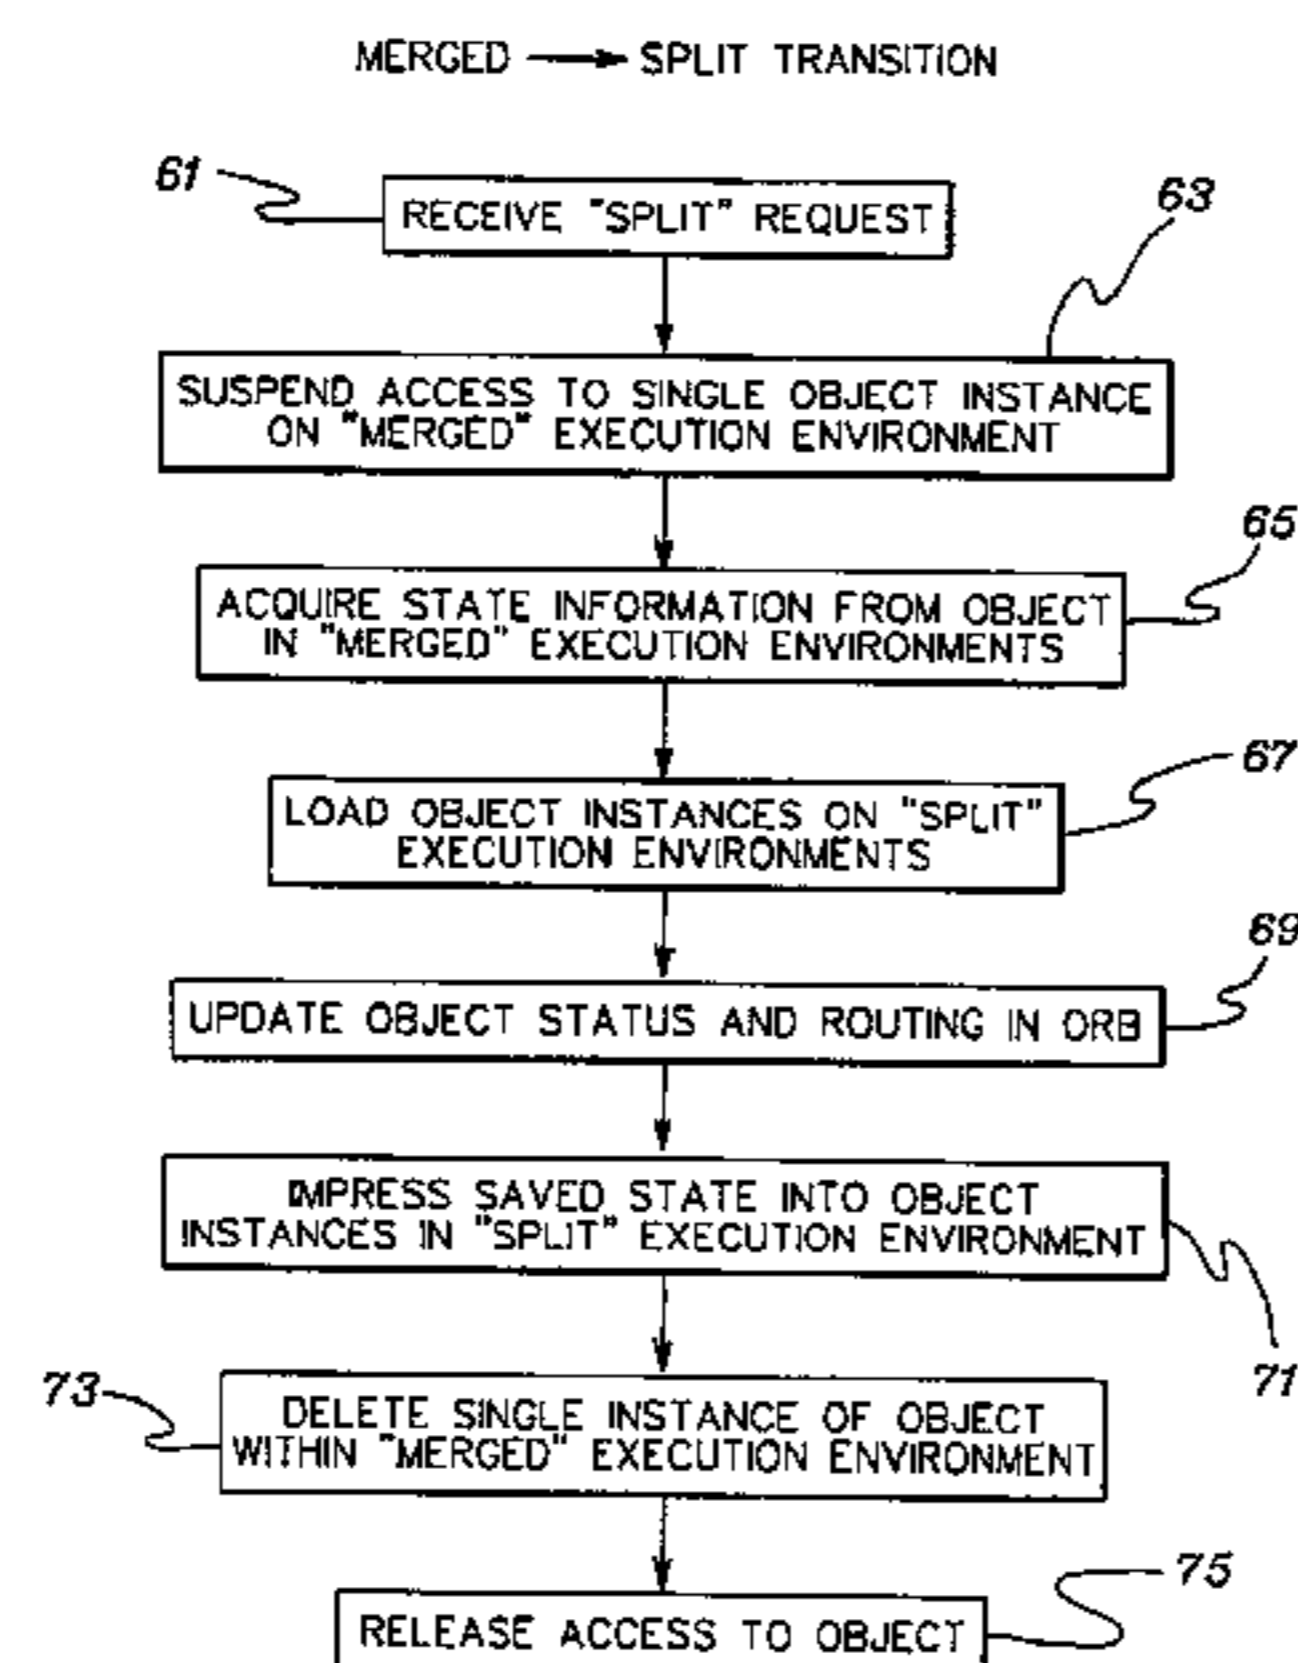 MERGED → SPLIT TRANSITION
61
RECEIVE "SPLIT" REQUEST
63
SUSPEND ACCESS TO SINGLE OBJECT INSTANCE
ON "MERGED" EXECUTION ENVIRONMENT
65
ACQUIRE STATE INFORMATION FROM OBJECT
IN "MERGED" EXECUTION ENVIRONMENTS
67
LOAD OBJECT INSTANCES ON "SPLIT"
EXECUTION ENVIRONMENTS
69
UPDATE OBJECT STATUS AND ROUTING IN ORB
IMPRESS SAVED STATE INTO OBJECT
INSTANCES IN "SPLIT" EXECUTION ENVIRONMENT
71
73
DELETE SINGLE INSTANCE OF OBJECT
WITHIN "MERGED" EXECUTION ENVIRONMENT
75
RELEASE ACCESS TO OBJECT